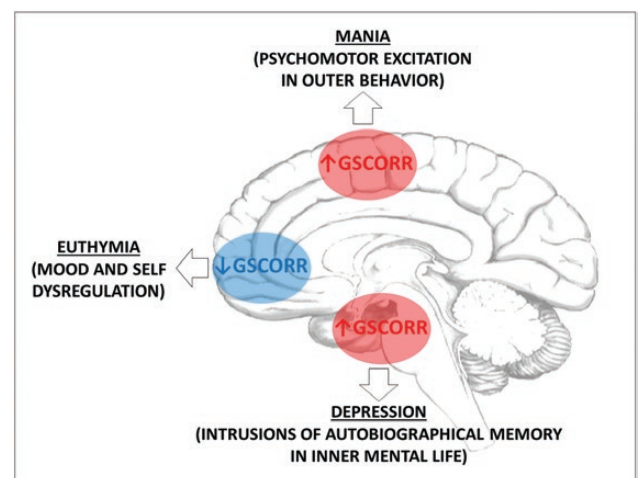 MANIA
(PSYCHOMOTOR EXCITATION
IN OUTER BEHAVIOR)
↑GSCORR
EUTHYMIA
(MOOD AND SELF
DYSREGULATION)
↓GSCORR
↑GSCORR
DEPRESSION
(INTRUSIONS OF AUTOBIOGRAPHICAL MEMORY
IN INNER MENTAL LIFE)